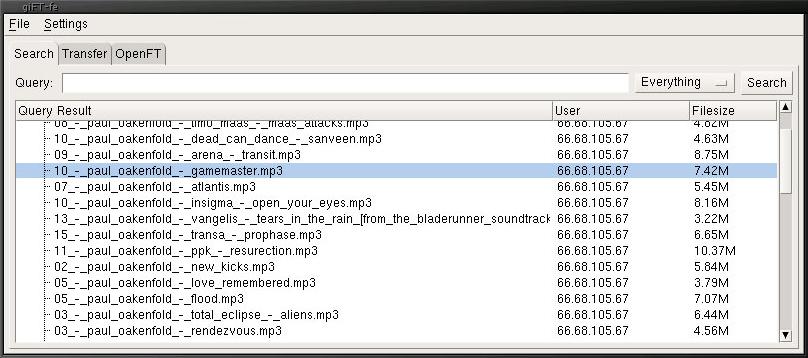 giFT-fe
File Settings
Search Transfer OpenFT
Query: Everything Search
Query Result User Filesize
08_-_paul_oakenfold_-_timo_maas_-_maas_attacks.mp3 66.68.105.67 4.82M
10_-_paul_oakenfold_-_dead_can_dance_-_sanveen.mp3 66.68.105.67 4.63M
09_-_paul_oakenfold_-_arena_-_transit.mp3 66.68.105.67 8.75M
10_-_paul_oakenfold_-_gamemaster.mp3 66.68.105.67 7.42M
07_-_paul_oakenfold_-_atlantis.mp3 66.68.105.67 5.45M
10_-_paul_oakenfold_-_insigma_-_open_your_eyes.mp3 66.68.105.67 8.16M
13_-_paul_oakenfold_-_vangelis_-_tears_in_the_rain_[from_the_bladerunner_soundtrack 66.68.105.67 3.22M
15_-_paul_oakenfold_-_transa_-_prophase.mp3 66.68.105.67 6.65M
11_-_paul_oakenfold_-_ppk_-_resurection.mp3 66.68.105.67 10.37M
02_-_paul_oakenfold_-_new_kicks.mp3 66.68.105.67 5.84M
05_-_paul_oakenfold_-_love_remembered.mp3 66.68.105.67 3.79M
05_-_paul_oakenfold_-_flood.mp3 66.68.105.67 7.07M
03_-_paul_oakenfold_-_total_eclipse_-_aliens.mp3 66.68.105.67 6.44M
03_-_paul_oakenfold_-_rendezvous.mp3 66.68.105.67 4.56M